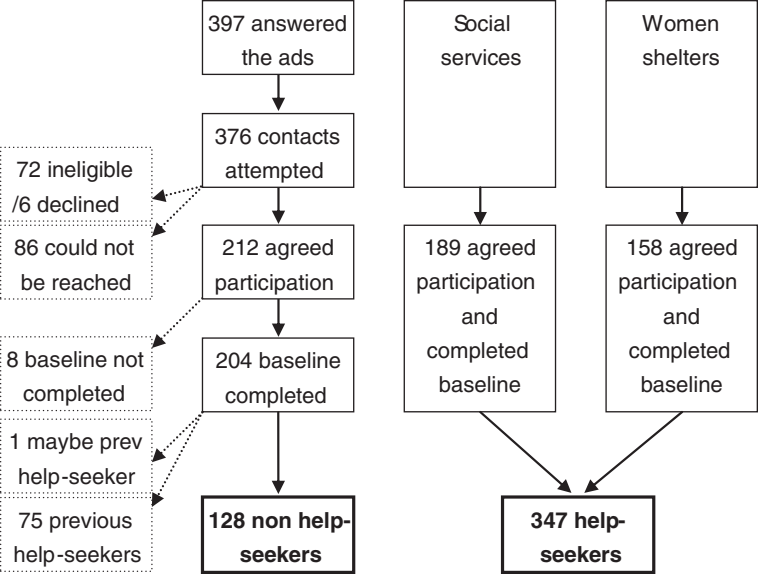 397 answered
the ads
Social
services
Women
shelters
376 contacts
attempted
72 ineligible
/6 declined
86 could not
be reached
212 agreed
participation
189 agreed
participation
and
completed
baseline
158 agreed
participation
and
completed
baseline
8 baseline not
completed
204 baseline
completed
1 maybe prev
help-seeker
75 previous
help-seekers
128 non help-
seekers
347 help-
seekers